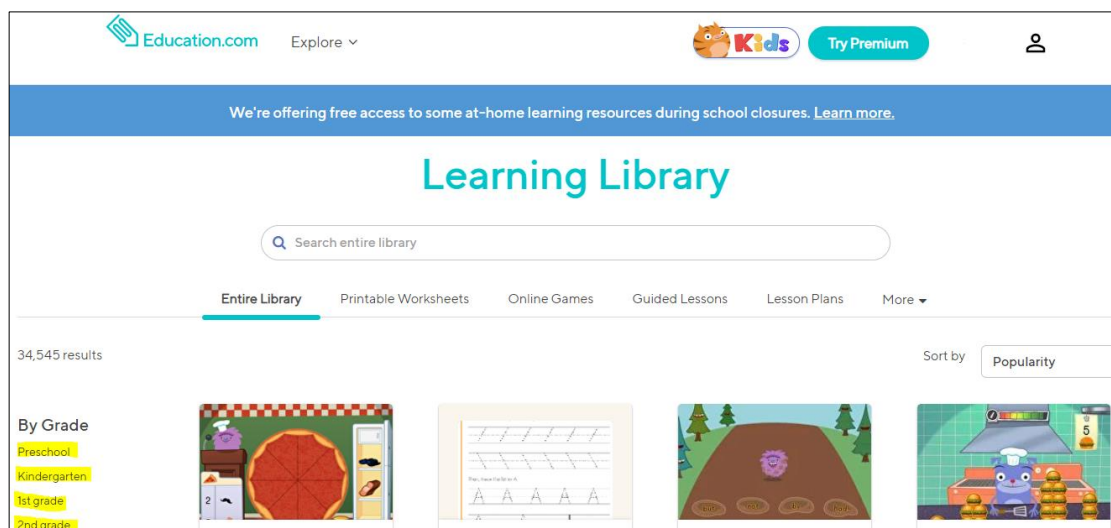 Education.com
Explore
Kids
Try Premium
We're offering free access to some at-home learning resources during school closures. Learn more.
Learning Library
Search entire library
Entire Library
Printable Worksheets
Online Games
Guided Lessons
Lesson Plans
More
34,545 results
Sort by
Popularity
By Grade
Preschool
Kindergarten
1st grade
2nd grade
2
A A A A A
5